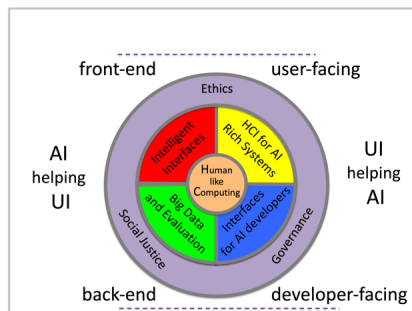 front-end
user-facing
Ethics
AI
helping
UI
Intelligent
Interfaces
HCI for AI
Rich Systems
UI
helping
AI
Human
like
Computing
Big Data
and Evaluation
Interfaces
for AI developers
Social Justice
Governance
back-end
developer-facing